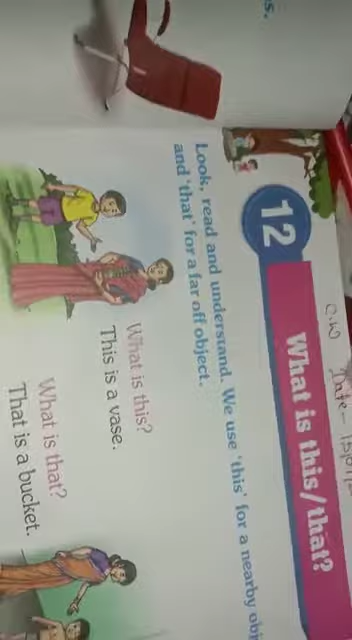 s.
C.W
Date -
12
What is this/that?
Look, read and understand. We use 'this' for a nearby
and 'that' for a far off object.
What is this?
This is a vase.
What is that?
That is a bucket.